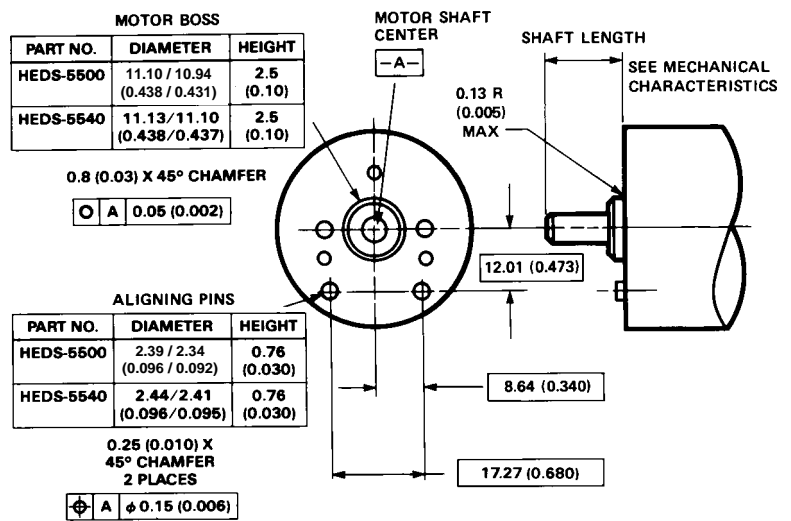 MOTOR BOSS
PART NO. DIAMETER HEIGHT
HEDS-5500 11.10 / 10.94 2.5
(0.438 / 0.431) (0.10)
HEDS-5540 11.13/11.10 2.5
(0.438/0.437) (0.10)
0.8 (0.03) X 45° CHAMFER
O A 0.05 (0.002)
MOTOR SHAFT
CENTER
–A–
SHAFT LENGTH
SEE MECHANICAL
CHARACTERISTICS
0.13 R
(0.005)
MAX
12.01 (0.473)
ALIGNING PINS
PART NO. DIAMETER HEIGHT
HEDS-5500 2.39 / 2.34 0.76
(0.096 / 0.092) (0.030)
HEDS-5540 2.44/2.41 0.76
(0.096/0.095) (0.030)
0.25 (0.010) X
45° CHAMFER
2 PLACES
⌖ A ϕ 0.15 (0.006)
8.64 (0.340)
17.27 (0.680)